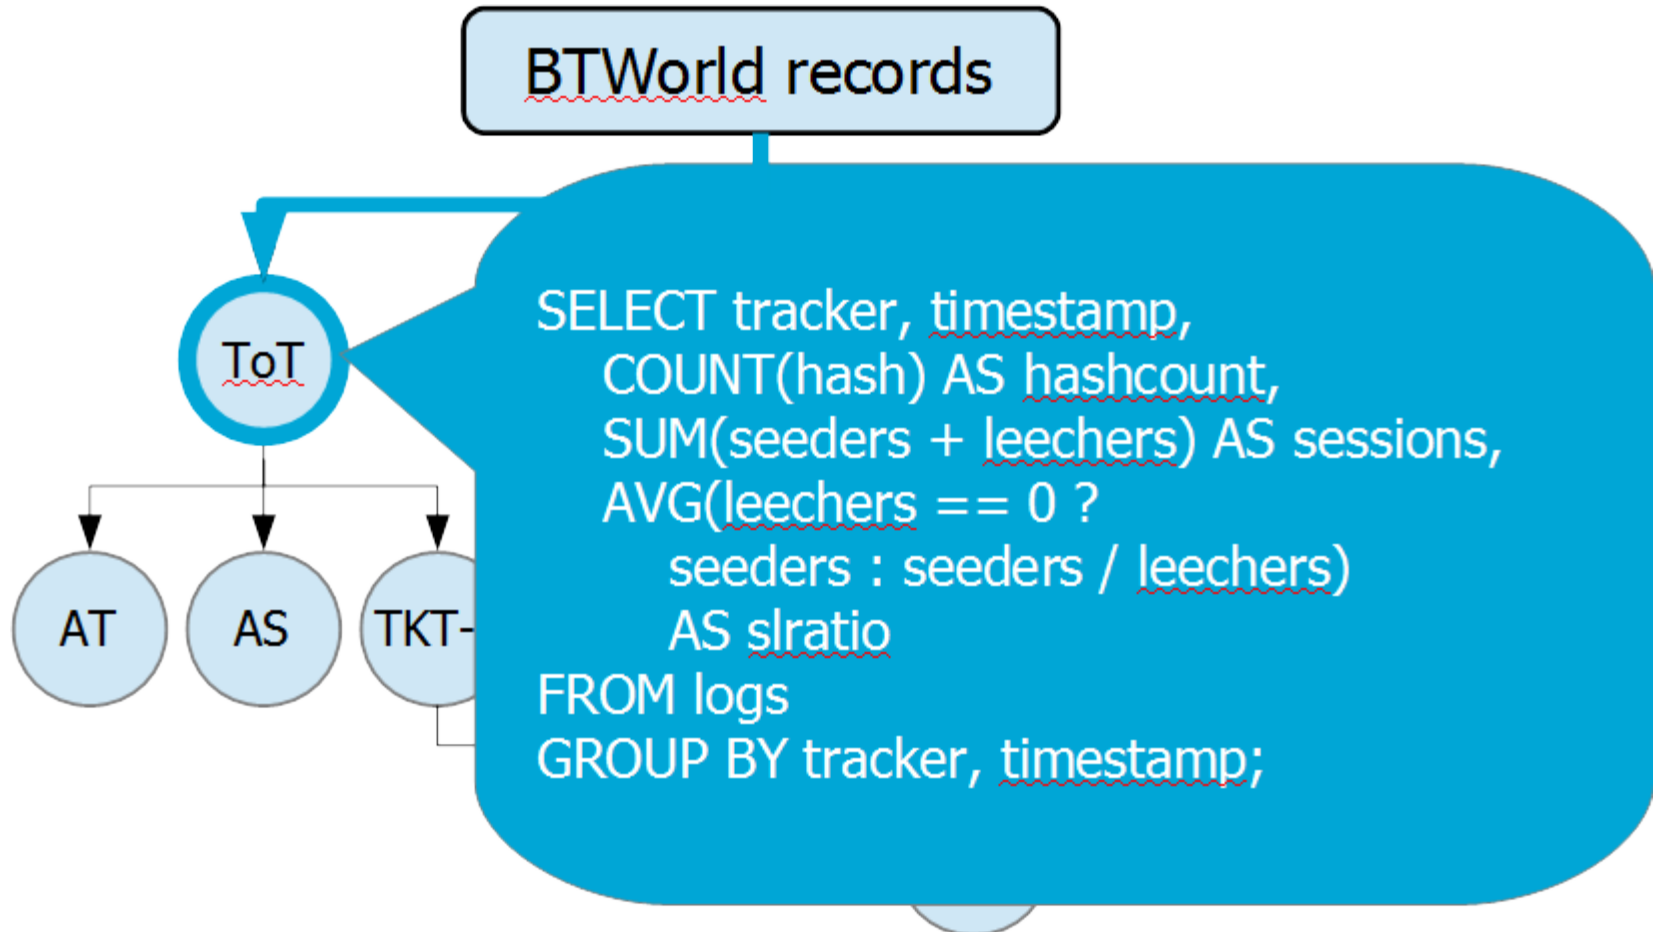 BTWorld records
SELECT tracker, timestamp,
COUNT(hash) AS hashcount,
SUM(seeders + leechers) AS sessions,
AVG(leechers == 0 ?
seeders : seeders / leechers)
AS slratio
FROM logs
GROUP BY tracker, timestamp;
ToT
AT
AS
TKT-